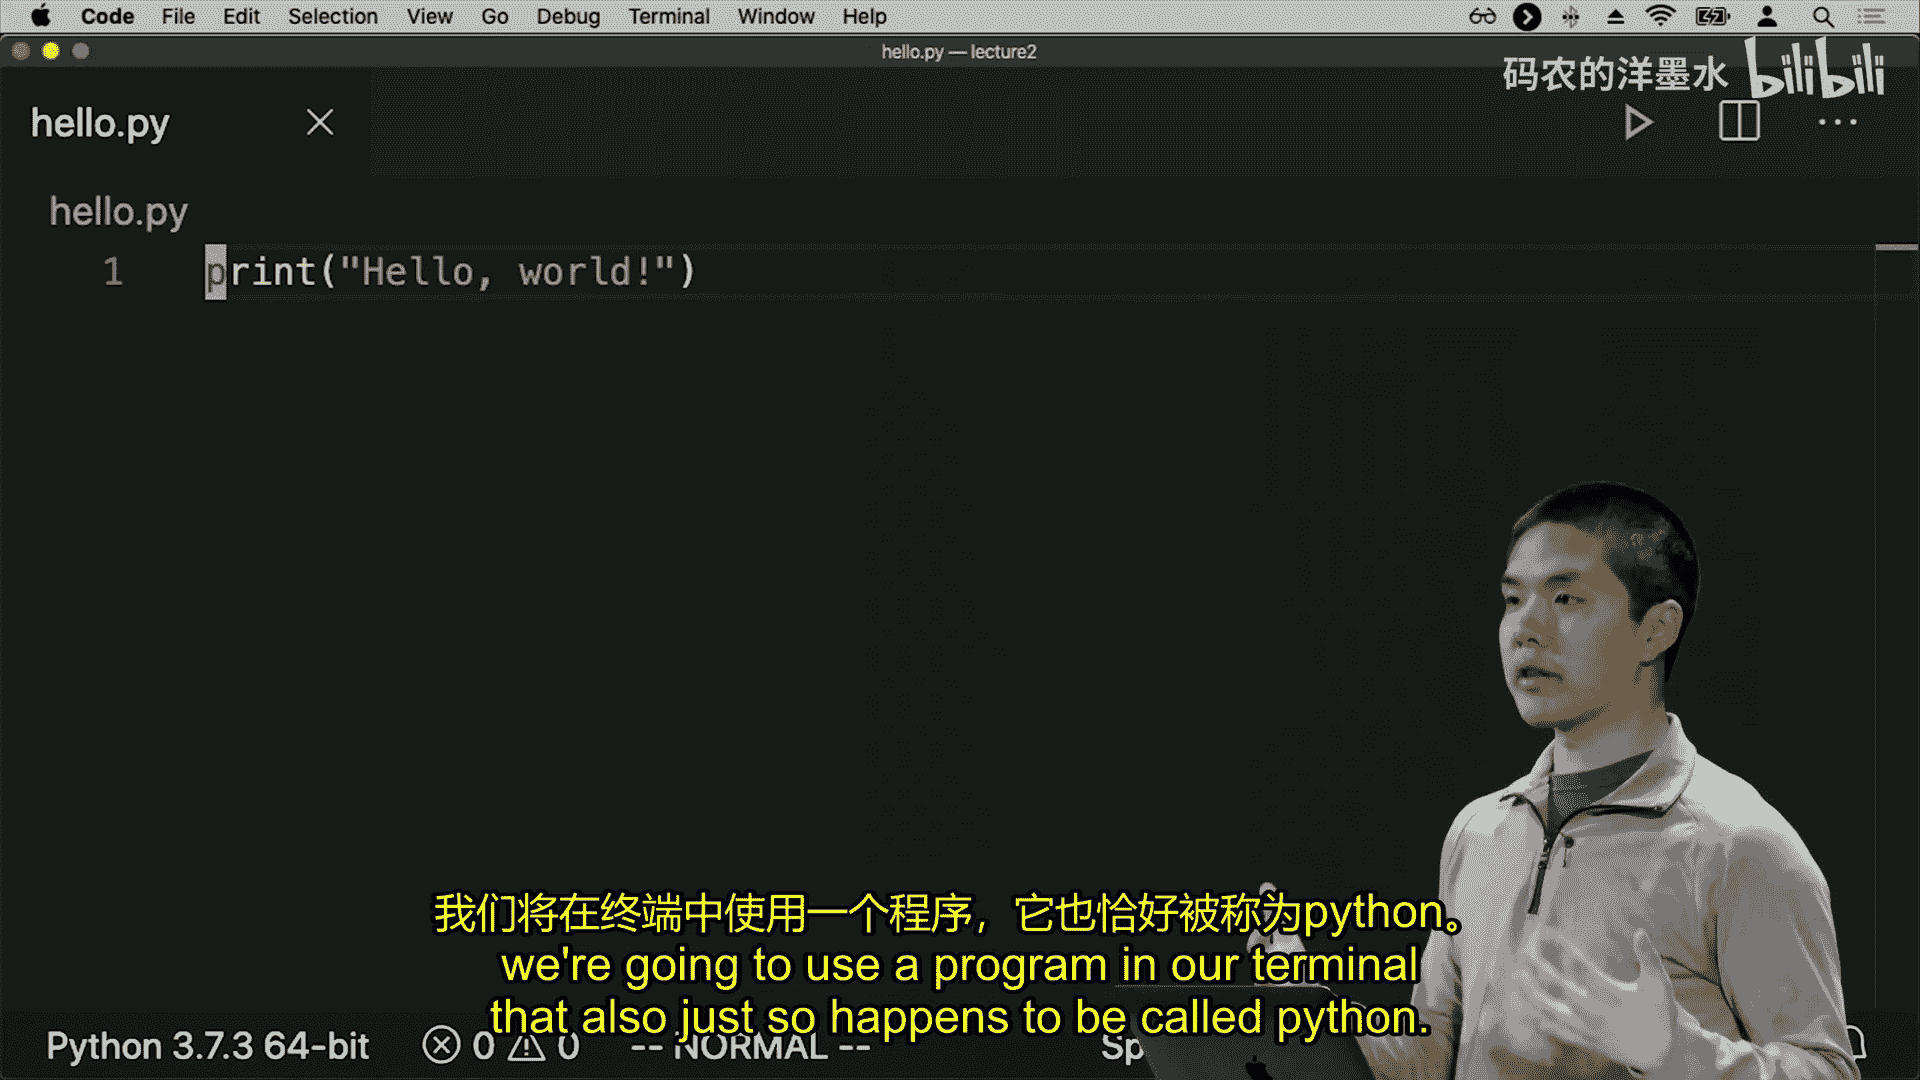 Code File Edit Selection View Go Debug Terminal Window Help
hello.py — lecture2
码农的洋墨水 bilibili
hello.py
hello.py
1 print("Hello, world!")
我们将在终端中使用一个程序，它也恰好被称为python。
we're going to use a program in our terminal
that also just so happens to be called python.
Python 3.7.3 64-bit 0 0 -- NORMAL -- Sp